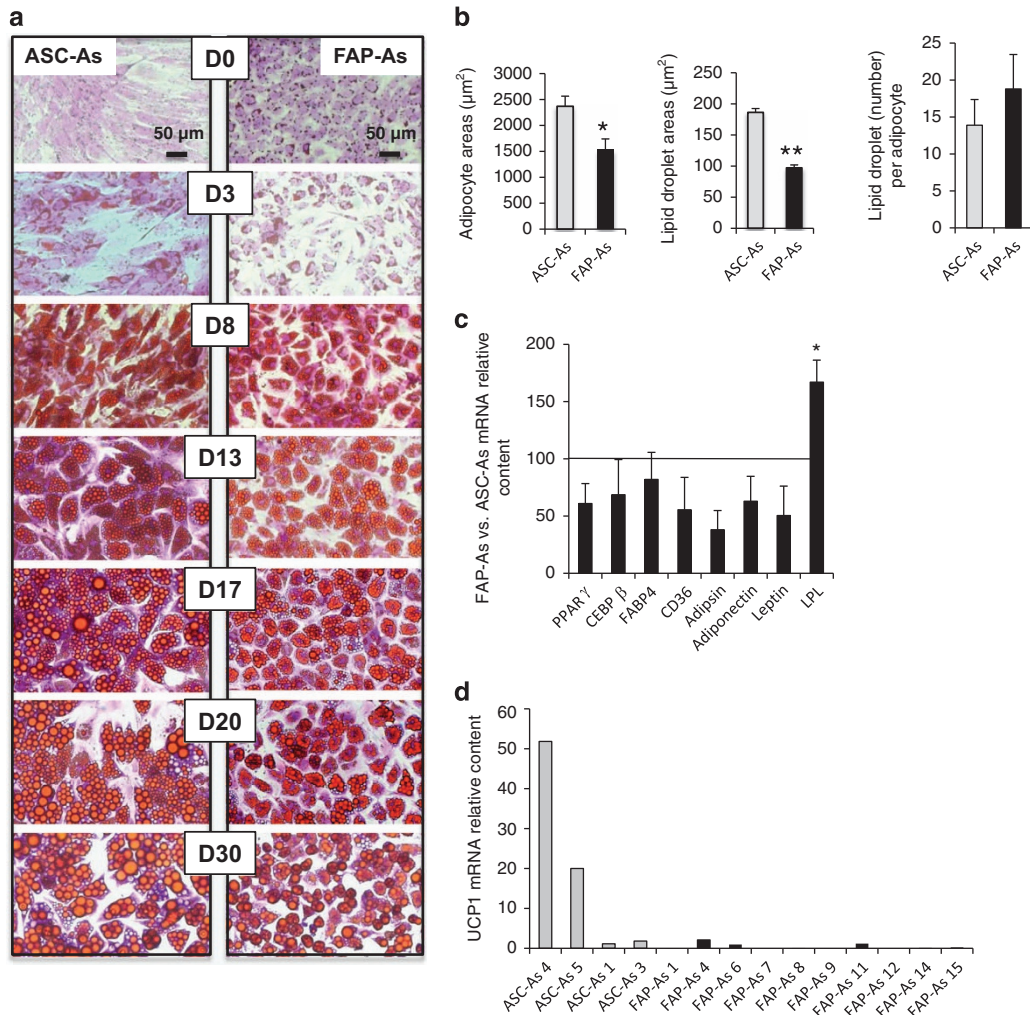 a
ASC-As
D0
FAP-As
50 µm
50 µm
D3
D8
D13
D17
D20
D30
b
Adipocyte areas (µm²)
3000
2500
2000
1500
1000
500
0
*
ASC-As
FAP-As
Lipid droplet areas (µm²)
250
200
150
100
50
0
**
ASC-As
FAP-As
Lipid droplet (number)
per adipocyte
25
20
15
10
5
0
ASC-As
FAP-As
c
FAP-As vs. ASC-As mRNA relative
content
200
150
100
50
0
*
PPAR γ
CEBP β
FABP4
CD36
Adipsin
Adiponectin
Leptin
LPL
d
UCP1 mRNA relative content
60
50
40
30
20
10
0
ASC-As 4
ASC-As 5
ASC-As 1
ASC-As 3
FAP-As 1
FAP-As 4
FAP-As 6
FAP-As 7
FAP-As 8
FAP-As 9
FAP-As 11
FAP-As 12
FAP-As 14
FAP-As 15